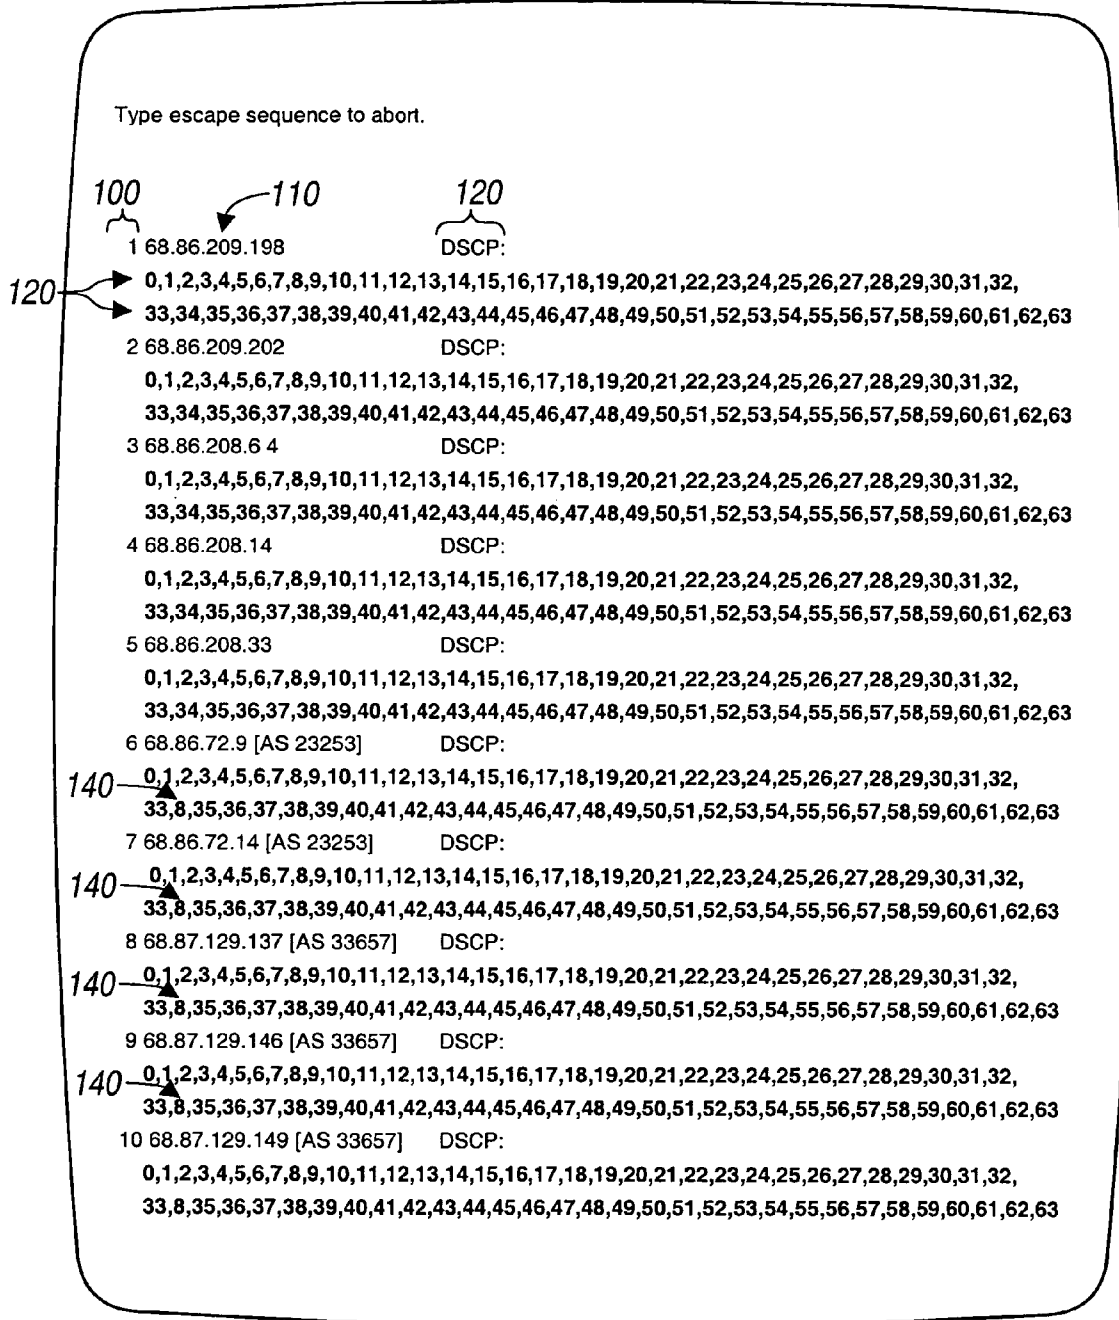 Type escape sequence to abort.
100 110 120
1 68.86.209.198 DSCP:
120 0,1,2,3,4,5,6,7,8,9,10,11,12,13,14,15,16,17,18,19,20,21,22,23,24,25,26,27,28,29,30,31,32,
33,34,35,36,37,38,39,40,41,42,43,44,45,46,47,48,49,50,51,52,53,54,55,56,57,58,59,60,61,62,63
2 68.86.209.202 DSCP:
0,1,2,3,4,5,6,7,8,9,10,11,12,13,14,15,16,17,18,19,20,21,22,23,24,25,26,27,28,29,30,31,32,
33,34,35,36,37,38,39,40,41,42,43,44,45,46,47,48,49,50,51,52,53,54,55,56,57,58,59,60,61,62,63
3 68.86.208.6 4 DSCP:
0,1,2,3,4,5,6,7,8,9,10,11,12,13,14,15,16,17,18,19,20,21,22,23,24,25,26,27,28,29,30,31,32,
33,34,35,36,37,38,39,40,41,42,43,44,45,46,47,48,49,50,51,52,53,54,55,56,57,58,59,60,61,62,63
4 68.86.208.14 DSCP:
0,1,2,3,4,5,6,7,8,9,10,11,12,13,14,15,16,17,18,19,20,21,22,23,24,25,26,27,28,29,30,31,32,
33,34,35,36,37,38,39,40,41,42,43,44,45,46,47,48,49,50,51,52,53,54,55,56,57,58,59,60,61,62,63
5 68.86.208.33 DSCP:
0,1,2,3,4,5,6,7,8,9,10,11,12,13,14,15,16,17,18,19,20,21,22,23,24,25,26,27,28,29,30,31,32,
33,34,35,36,37,38,39,40,41,42,43,44,45,46,47,48,49,50,51,52,53,54,55,56,57,58,59,60,61,62,63
6 68.86.72.9 [AS 23253] DSCP:
140 0,1,2,3,4,5,6,7,8,9,10,11,12,13,14,15,16,17,18,19,20,21,22,23,24,25,26,27,28,29,30,31,32,
33,8,35,36,37,38,39,40,41,42,43,44,45,46,47,48,49,50,51,52,53,54,55,56,57,58,59,60,61,62,63
7 68.86.72.14 [AS 23253] DSCP:
140 0,1,2,3,4,5,6,7,8,9,10,11,12,13,14,15,16,17,18,19,20,21,22,23,24,25,26,27,28,29,30,31,32,
33,8,35,36,37,38,39,40,41,42,43,44,45,46,47,48,49,50,51,52,53,54,55,56,57,58,59,60,61,62,63
8 68.87.129.137 [AS 33657] DSCP:
140 0,1,2,3,4,5,6,7,8,9,10,11,12,13,14,15,16,17,18,19,20,21,22,23,24,25,26,27,28,29,30,31,32,
33,8,35,36,37,38,39,40,41,42,43,44,45,46,47,48,49,50,51,52,53,54,55,56,57,58,59,60,61,62,63
9 68.87.129.146 [AS 33657] DSCP:
140 0,1,2,3,4,5,6,7,8,9,10,11,12,13,14,15,16,17,18,19,20,21,22,23,24,25,26,27,28,29,30,31,32,
33,8,35,36,37,38,39,40,41,42,43,44,45,46,47,48,49,50,51,52,53,54,55,56,57,58,59,60,61,62,63
10 68.87.129.149 [AS 33657] DSCP:
0,1,2,3,4,5,6,7,8,9,10,11,12,13,14,15,16,17,18,19,20,21,22,23,24,25,26,27,28,29,30,31,32,
33,8,35,36,37,38,39,40,41,42,43,44,45,46,47,48,49,50,51,52,53,54,55,56,57,58,59,60,61,62,63